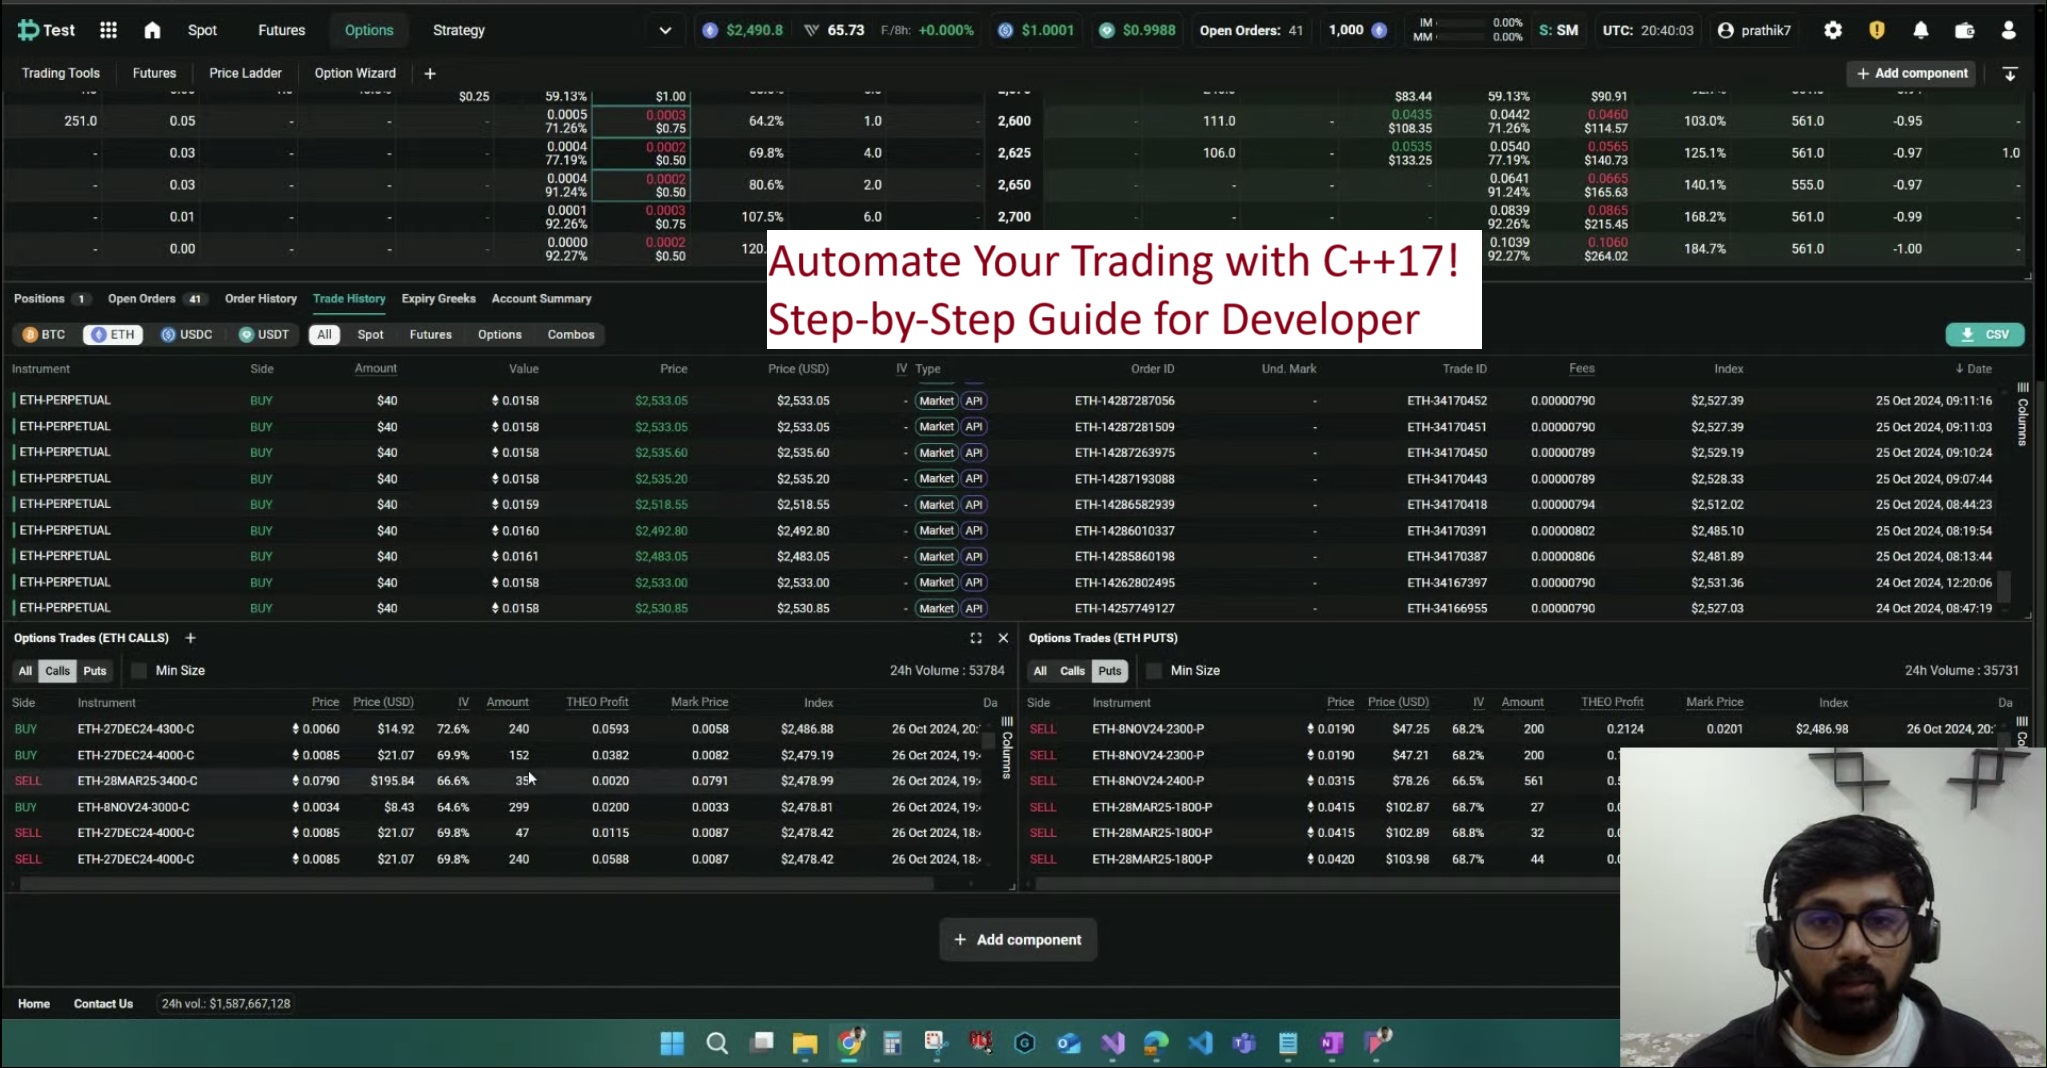 Test Spot Futures Options Strategy $2,490.8 65.73 F./8h: +0.000% $1.0001 $0.9988 Open Orders: 41 1,000 IM 0.00% MM 0.00% S: SM UTC: 20:40:03 prathik7
Trading Tools Futures Price Ladder Option Wizard + + Add component
$0.25 59.13% $1.00 $83.44 59.13% $90.91
251.0 0.05 - - - 0.0005 71.26% 0.0003 $0.75 64.2% 1.0 - 2,600 - 111.0 - 0.0435 $108.35 0.0442 71.26% 0.0460 $114.57 103.0% 561.0 -0.95 -
- 0.03 - - - 0.0004 77.19% 0.0002 $0.50 69.8% 4.0 - 2,625 - 106.0 - 0.0535 $133.25 0.0540 77.19% 0.0565 $140.73 125.1% 561.0 -0.97 1.0
- 0.03 - - - 0.0004 91.24% 0.0002 $0.50 80.6% 2.0 - 2,650 - - - - 0.0641 91.24% 0.0665 $165.63 140.1% 555.0 -0.97 -
- 0.01 - - - 0.0001 92.26% 0.0003 $0.75 107.5% 6.0 - 2,700 - - - - 0.0839 92.26% 0.0865 $215.45 168.2% 561.0 -0.99 -
- 0.00 - - - 0.0000 92.27% 0.0002 $0.50 120. 0.1039 92.27% 0.1060 $264.02 184.7% 561.0 -1.00 -
Automate Your Trading with C++17!
Step-by-Step Guide for Developer
Positions 1 Open Orders 41 Order History Trade History Expiry Greeks Account Summary
BTC ETH USDC USDT All Spot Futures Options Combos CSV
Instrument Side Amount Value Price Price (USD) IV Type Order ID Und. Mark Trade ID Fees Index ↓ Date
ETH-PERPETUAL BUY $40 0.0158 $2,533.05 $2,533.05 - Market API ETH-14287287056 - ETH-34170452 0.00000790 $2,527.39 25 Oct 2024, 09:11:16
ETH-PERPETUAL BUY $40 0.0158 $2,533.05 $2,533.05 - Market API ETH-14287281509 - ETH-34170451 0.00000790 $2,527.39 25 Oct 2024, 09:11:03
ETH-PERPETUAL BUY $40 0.0158 $2,535.60 $2,535.60 - Market API ETH-14287263975 - ETH-34170450 0.00000789 $2,529.19 25 Oct 2024, 09:10:24
ETH-PERPETUAL BUY $40 0.0158 $2,535.20 $2,535.20 - Market API ETH-14287193088 - ETH-34170443 0.00000789 $2,528.33 25 Oct 2024, 09:07:44
ETH-PERPETUAL BUY $40 0.0159 $2,518.55 $2,518.55 - Market API ETH-14286582939 - ETH-34170418 0.00000794 $2,512.02 25 Oct 2024, 08:44:23
ETH-PERPETUAL BUY $40 0.0160 $2,492.80 $2,492.80 - Market API ETH-14286010337 - ETH-34170391 0.00000802 $2,485.10 25 Oct 2024, 08:19:54
ETH-PERPETUAL BUY $40 0.0161 $2,483.05 $2,483.05 - Market API ETH-14285860198 - ETH-34170387 0.00000806 $2,481.89 25 Oct 2024, 08:13:44
ETH-PERPETUAL BUY $40 0.0158 $2,533.00 $2,533.00 - Market API ETH-14262802495 - ETH-34167397 0.00000790 $2,531.36 24 Oct 2024, 12:20:06
ETH-PERPETUAL BUY $40 0.0158 $2,530.85 $2,530.85 - Market API ETH-14257749127 - ETH-34166955 0.00000790 $2,527.03 24 Oct 2024, 08:47:19
Columns
Options Trades (ETH CALLS) +
All Calls Puts Min Size 24h Volume : 53784
Side Instrument Price Price (USD) IV Amount THEO Profit Mark Price Index Da
BUY ETH-27DEC24-4300-C 0.0060 $14.92 72.6% 240 0.0593 0.0058 $2,486.88 26 Oct 2024, 20:
BUY ETH-27DEC24-4000-C 0.0085 $21.07 69.9% 152 0.0382 0.0082 $2,479.19 26 Oct 2024, 19:
SELL ETH-28MAR25-3400-C 0.0790 $195.84 66.6% 35 0.0020 0.0791 $2,478.99 26 Oct 2024, 19:
BUY ETH-8NOV24-3000-C 0.0034 $8.43 64.6% 299 0.0200 0.0033 $2,478.81 26 Oct 2024, 19:
SELL ETH-27DEC24-4000-C 0.0085 $21.07 69.8% 47 0.0115 0.0087 $2,478.42 26 Oct 2024, 18:
SELL ETH-27DEC24-4000-C 0.0085 $21.07 69.8% 240 0.0588 0.0087 $2,478.42 26 Oct 2024, 18:
Columns
Options Trades (ETH PUTS)
All Calls Puts Min Size 24h Volume : 35731
Side Instrument Price Price (USD) IV Amount THEO Profit Mark Price Index Da
SELL ETH-8NOV24-2300-P 0.0190 $47.25 68.2% 200 0.2124 0.0201 $2,486.98 26 Oct 2024, 20:
SELL ETH-8NOV24-2300-P 0.0190 $47.21 68.2% 200
SELL ETH-8NOV24-2400-P 0.0315 $78.26 66.5% 561
SELL ETH-28MAR25-1800-P 0.0415 $102.87 68.7% 27
SELL ETH-28MAR25-1800-P 0.0415 $102.89 68.8% 32
SELL ETH-28MAR25-1800-P 0.0420 $103.98 68.7% 44
+ Add component
Home Contact Us 24h vol.: $1,587,667,128